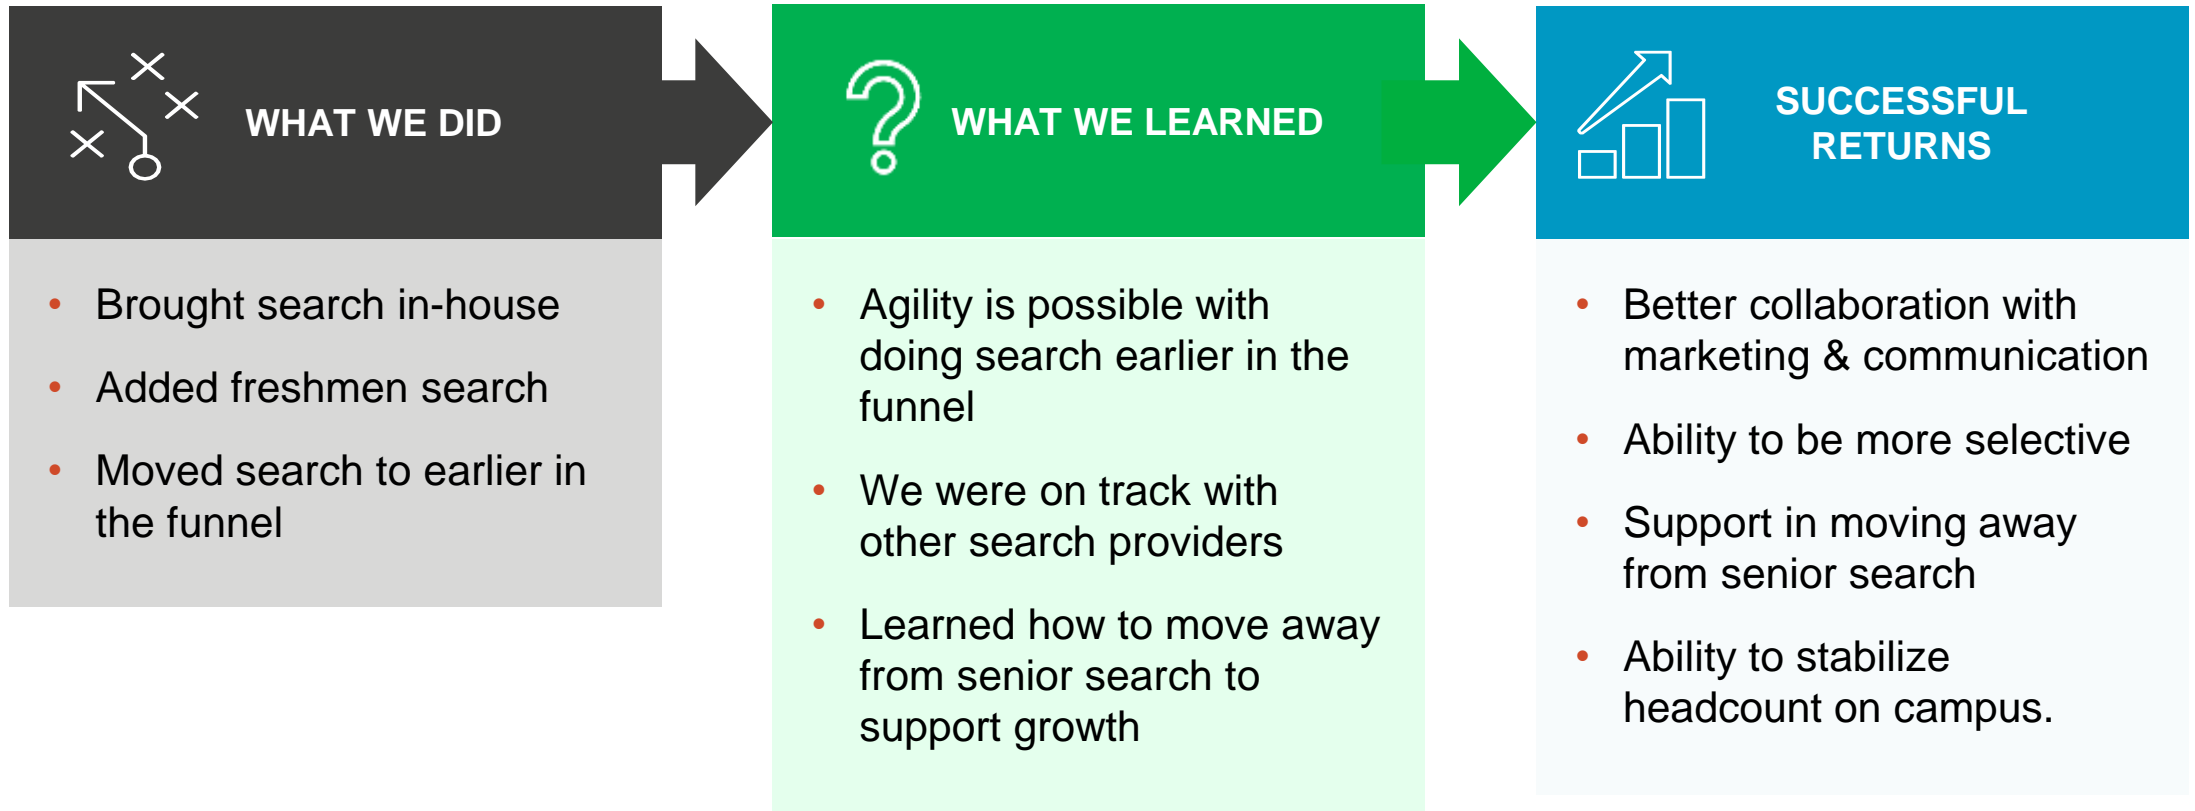 WHAT WE DID
• Brought search in-house
• Added freshmen search
• Moved search to earlier in
the funnel
WHAT WE LEARNED
• Agility is possible with
doing search earlier in the
funnel
• We were on track with
other search providers
• Learned how to move away
from senior search to
support growth
SUCCESSFUL
RETURNS
• Better collaboration with
marketing & communication
• Ability to be more selective
• Support in moving away
from senior search
• Ability to stabilize
headcount on campus.